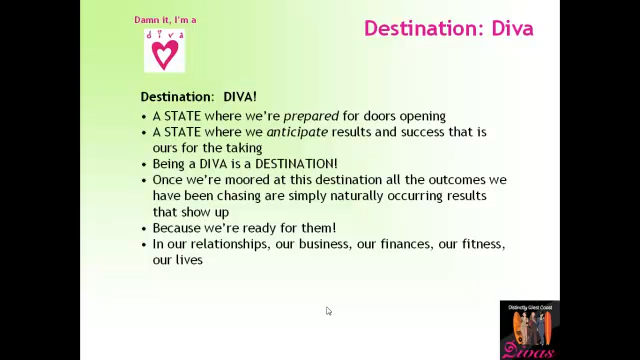 Damn it, I'm a
diva
Destination: Diva
Destination: DIVA!
• A STATE where we're prepared for doors opening
• A STATE where we anticipate results and success that is
ours for the taking
• Being a DIVA is a DESTINATION!
• Once we're moored at this destination all the outcomes we
have been chasing are simply naturally occurring results
that show up
• Because we're ready for them!
• In our relationships, our business, our finances, our fitness,
our lives
Divas